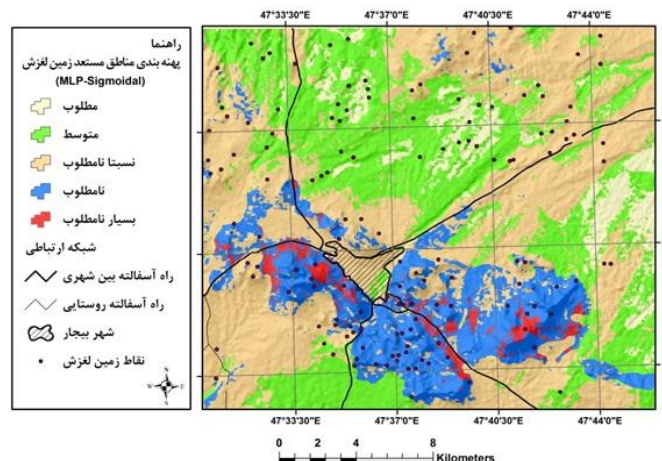 47°33'30"E 47°37'0"E 47°40'30"E 47°44'0"E
راهنما
پهنه بندی مناطق مستعد زمین لغزش
(MLP-Sigmoidal)
مطلوب
متوسط
نسبتا نامطلوب
نامطلوب
بسیار نامطلوب
شبکه ارتباطی
راه آسفالته بین شهری
راه آسفالته روستایی
شهر بیجار
نقاط زمین لغزش
N
W E
S
47°33'30"E 47°37'0"E 47°40'30"E 47°44'0"E
0 2 4 8
Kilometers